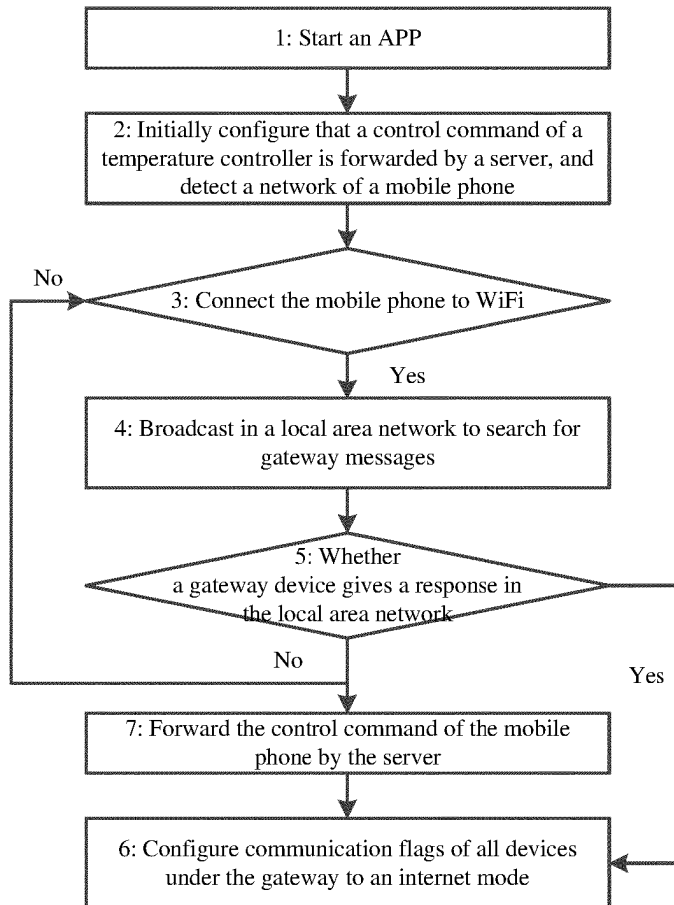 1: Start an APP
2: Initially configure that a control command of a
temperature controller is forwarded by a server, and
detect a network of a mobile phone
No
3: Connect the mobile phone to WiFi
Yes
4: Broadcast in a local area network to search for
gateway messages
5: Whether
a gateway device gives a response in
the local area network
No
Yes
7: Forward the control command of the mobile
phone by the server
6: Configure communication flags of all devices
under the gateway to an internet mode